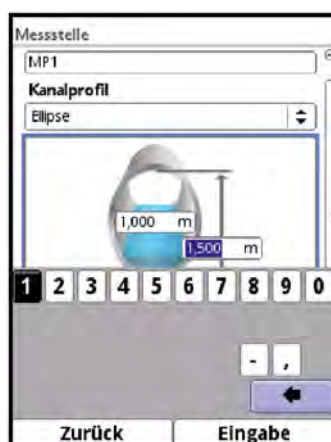 Messstelle
MP1
Kanalprofil
Ellipse
1,000 m
1,500 m
1 2 3 4 5 6 7 8 9 0
- ,
Zurück Eingabe